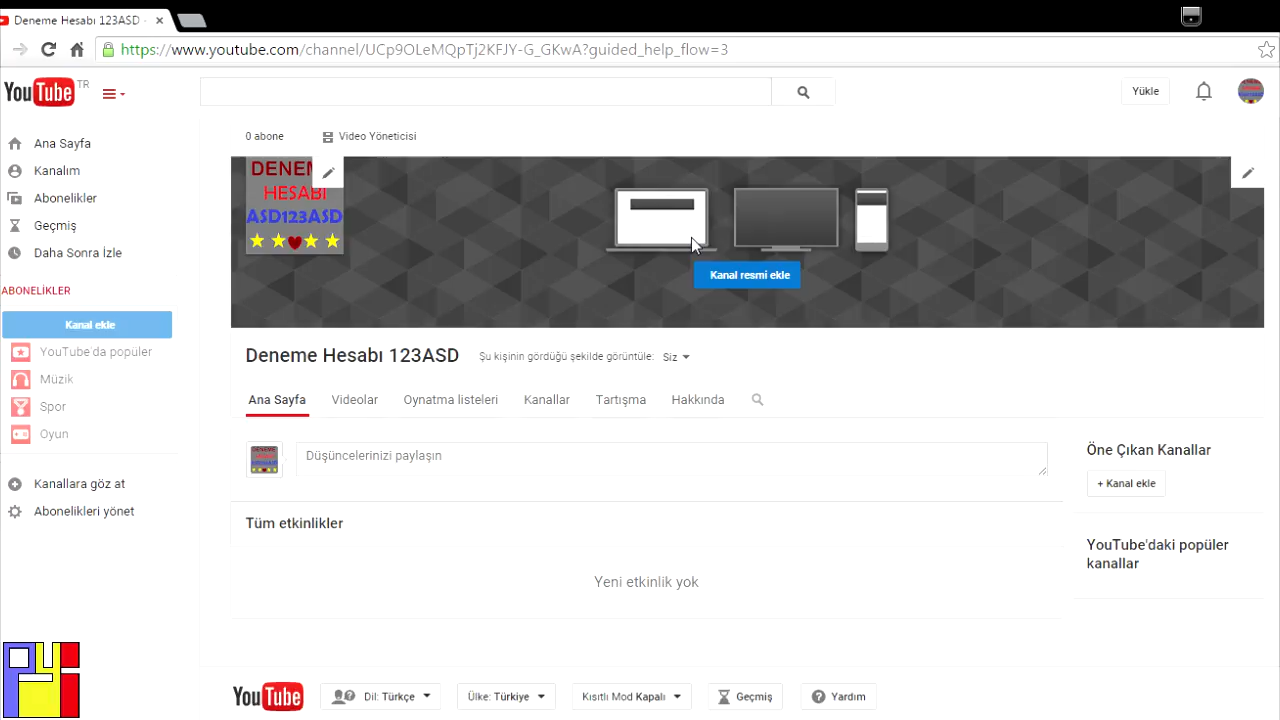 Deneme Hesabı 123ASD
https://www.youtube.com/channel/UCp9OLeMQpTj2KFJY-G_GKwA?guided_help_flow=3
YouTube TR
Yükle
0 abone
Video Yöneticisi
Ana Sayfa
Kanalım
Abonelikler
Geçmiş
Daha Sonra İzle
ABONELİKLER
Kanal ekle
YouTube'da popüler
Müzik
Spor
Oyun
Kanallara göz at
Abonelikleri yönet
DENEM
HESABI
ASD123ASD
Kanal resmi ekle
Deneme Hesabı 123ASD
Şu kişinin gördüğü şekilde görüntüle: Siz
Ana Sayfa
Videolar
Oynatma listeleri
Kanallar
Tartışma
Hakkında
Düşüncelerinizi paylaşın
Tüm etkinlikler
Yeni etkinlik yok
Öne Çıkan Kanallar
+ Kanal ekle
YouTube'daki popüler
kanallar
YouTube
Dil: Türkçe
Ülke: Türkiye
Kısıtlı Mod Kapalı
Geçmiş
Yardım